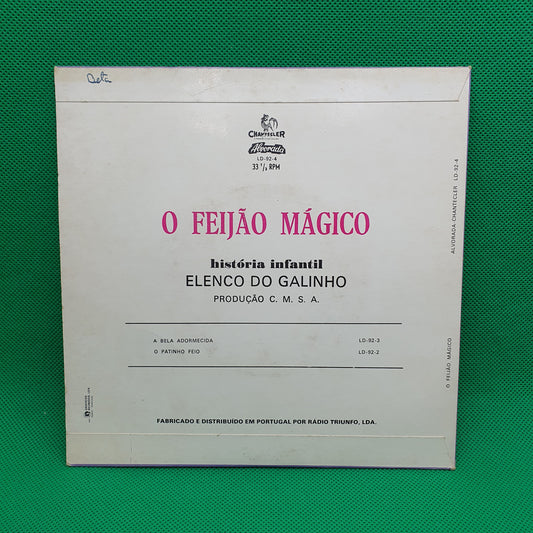 CHANTECLER
Alvorada
LD-92-4
33 1/3 RPM
O FEIJÃO MÁGICO
história infantil
ELENCO DO GALINHO
PRODUÇÃO C. M. S. A.
A BELA ADORMECIDA LD-92-3
O PATINHO FEIO LD-92-2
FABRICADO E DISTRIBUÍDO EM PORTUGAL POR RÁDIO TRIUNFO, LDA.
ALVORADA-CHANTECLER LD-92-4
O FEIJÃO MÁGICO